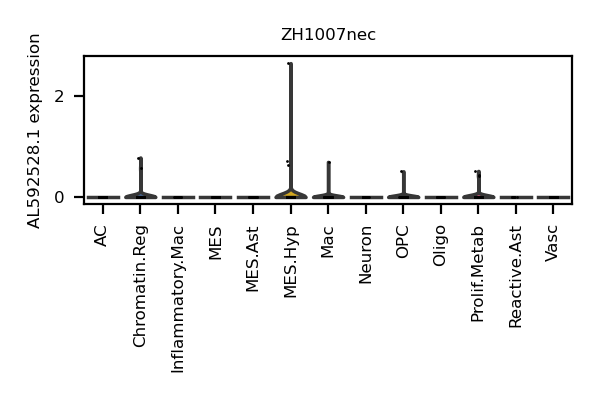 ZH1007nec
AL592528.1 expression
2
0
AC
Chromatin.Reg
Inflammatory.Mac
MES
MES.Ast
MES.Hyp
Mac
Neuron
OPC
Oligo
Prolif.Metab
Reactive.Ast
Vasc